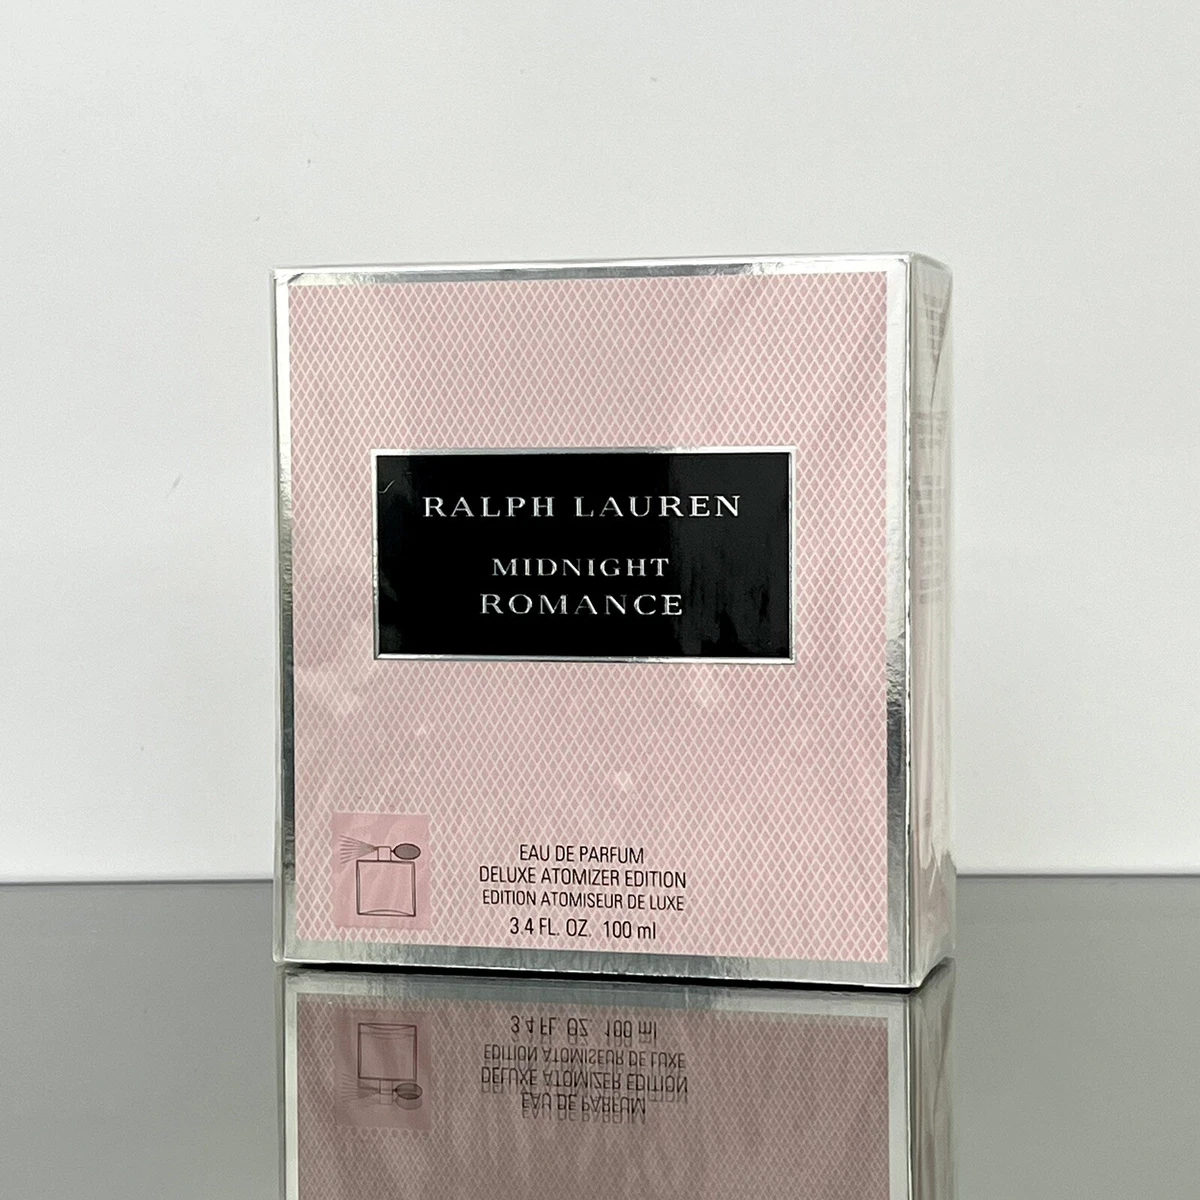 RALPH LAUREN
MIDNIGHT
ROMANCE
EAU DE PARFUM
DELUXE ATOMIZER EDITION
EDITION ATOMISEUR DE LUXE
3.4 FL. OZ. 100 ml